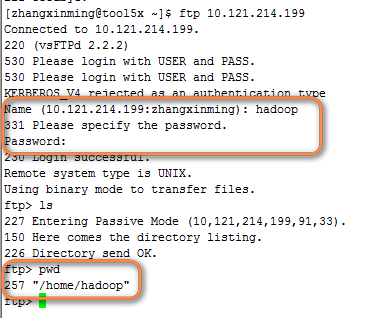 [zhangxinming@tool5x ~]$ ftp 10.121.214.199
Connected to 10.121.214.199.
220 (vsFTPd 2.2.2)
530 Please login with USER and PASS.
530 Please login with USER and PASS.
KERBEROS_V4 rejected as an authentication type
Name (10.121.214.199:zhangxinming): hadoop
331 Please specify the password.
Password:
230 Login successful.
Remote system type is UNIX.
Using binary mode to transfer files.
ftp> ls
227 Entering Passive Mode (10,121,214,199,91,33).
150 Here comes the directory listing.
226 Directory send OK.
ftp> pwd
257 "/home/hadoop"
ftp>